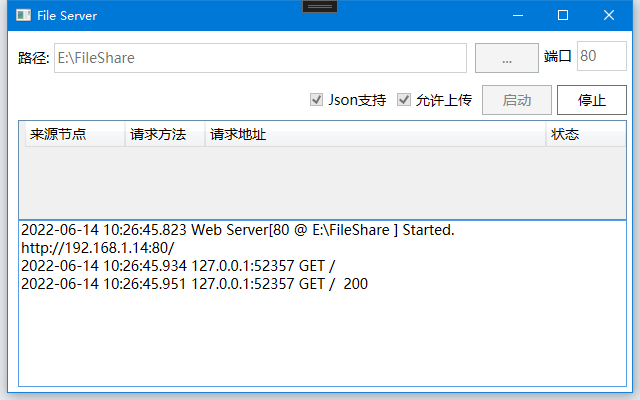 File Server
路径: E:\FileShare ... 端口 80
Json支持 允许上传 启动 停止
来源节点 请求方法 请求地址 状态
2022-06-14 10:26:45.823 Web Server[80 @ E:\FileShare ] Started.
http://192.168.1.14:80/
2022-06-14 10:26:45.934 127.0.0.1:52357 GET /
2022-06-14 10:26:45.951 127.0.0.1:52357 GET /  200